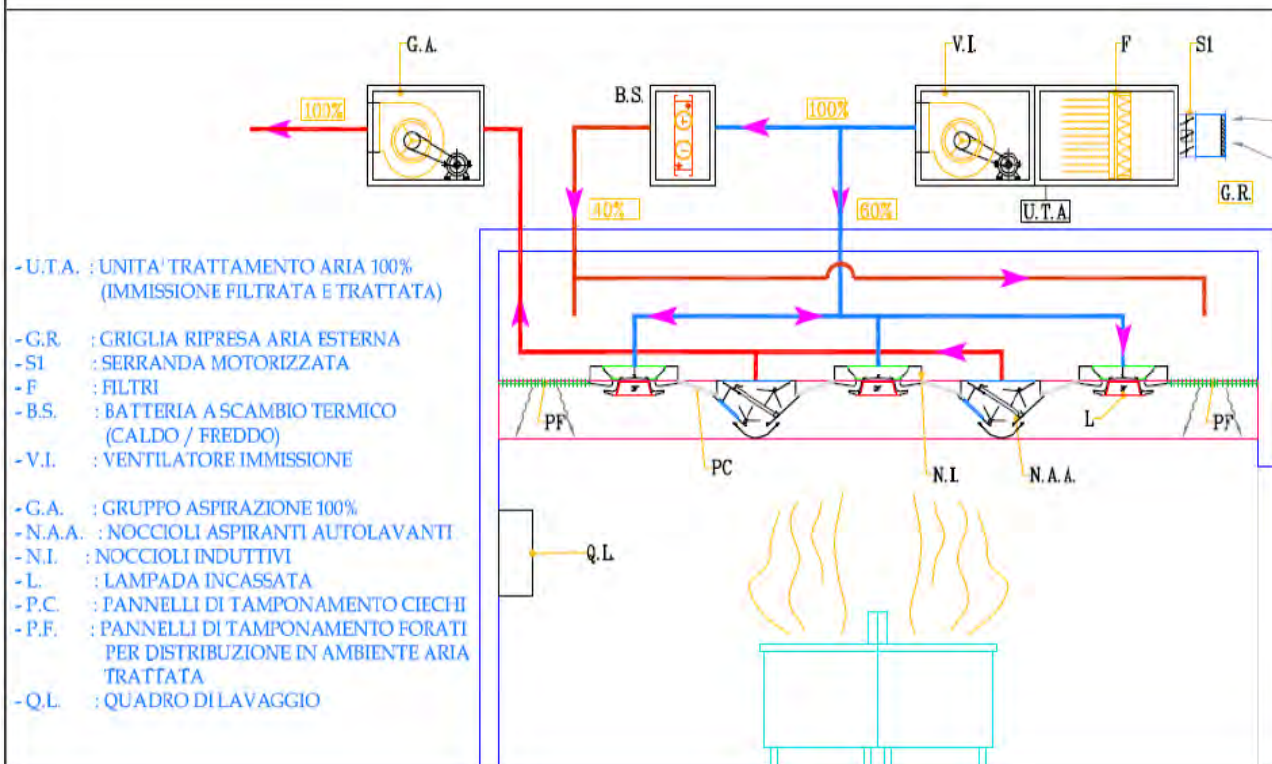 G.A.
V.I.
F
S1
B.S.
100%
100%
G.R.
40%
60%
U.T.A
- U.T.A. : UNITA' TRATTAMENTO ARIA 100%
(IMMISSIONE FILTRATA E TRATTATA)
- G.R. : GRIGLIA RIPRESA ARIA ESTERNA
- S1 : SERRANDA MOTORIZZATA
- F : FILTRI
- B.S. : BATTERIA A SCAMBIO TERMICO
(CALDO / FREDDO)
- V.I. : VENTILATORE IMMISSIONE
- G.A. : GRUPPO ASPIRAZIONE 100%
- N.A.A. : NOCCIOLI ASPIRANTI AUTOLAVANTI
- N.I. : NOCCIOLI INDUTTIVI
- L. : LAMPADA INCASSATA
- P.C. : PANNELLI DI TAMPONAMENTO CIECHI
- P.F. : PANNELLI DI TAMPONAMENTO FORATI
PER DISTRIBUZIONE IN AMBIENTE ARIA
TRATTATA
- Q.L. : QUADRO DI LAVAGGIO
PF
PC
N.I.
N.A.A.
L
PF
Q.L.